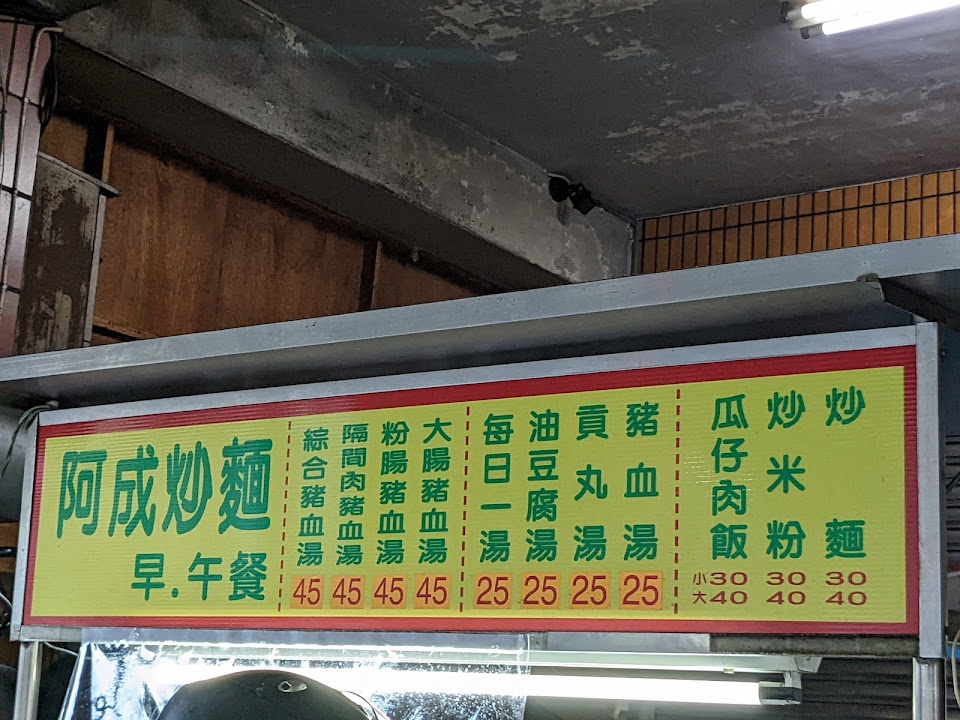 阿成炒麵
早.午餐
炒麵
30
40
炒米粉
30
40
瓜仔肉飯
小30
大40
豬血湯
25
貢丸湯
25
油豆腐湯
25
每日一湯
25
大腸豬血湯
45
粉腸豬血湯
45
隔間肉豬血湯
45
綜合豬血湯
45